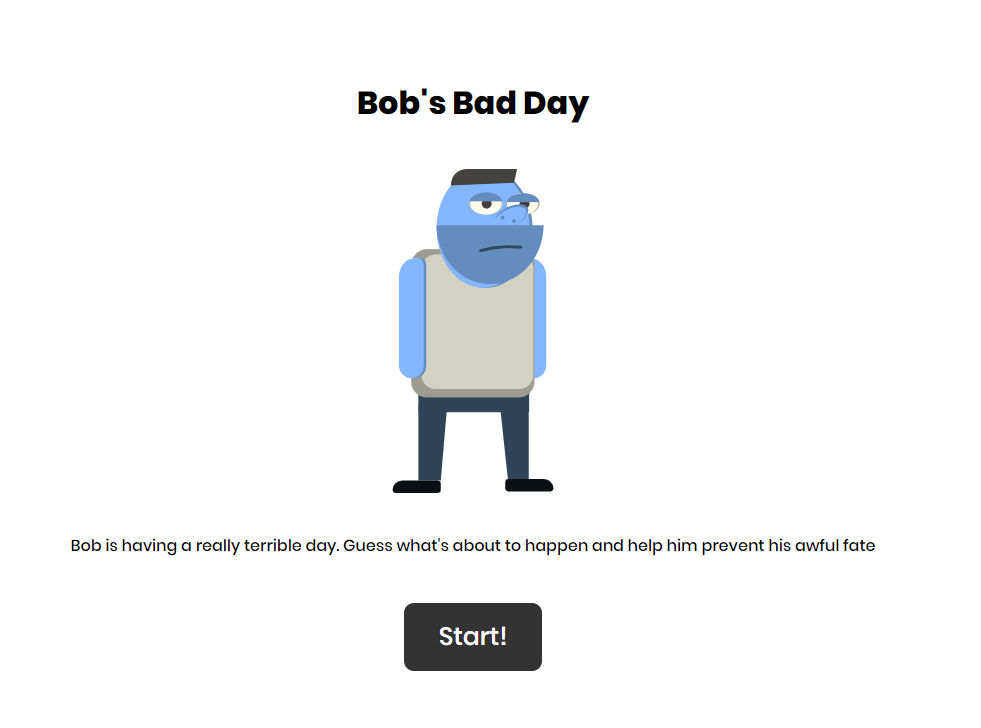 Bob's Bad Day
Bob is having a really terrible day. Guess what's about to happen and help him prevent his awful fate
Start!